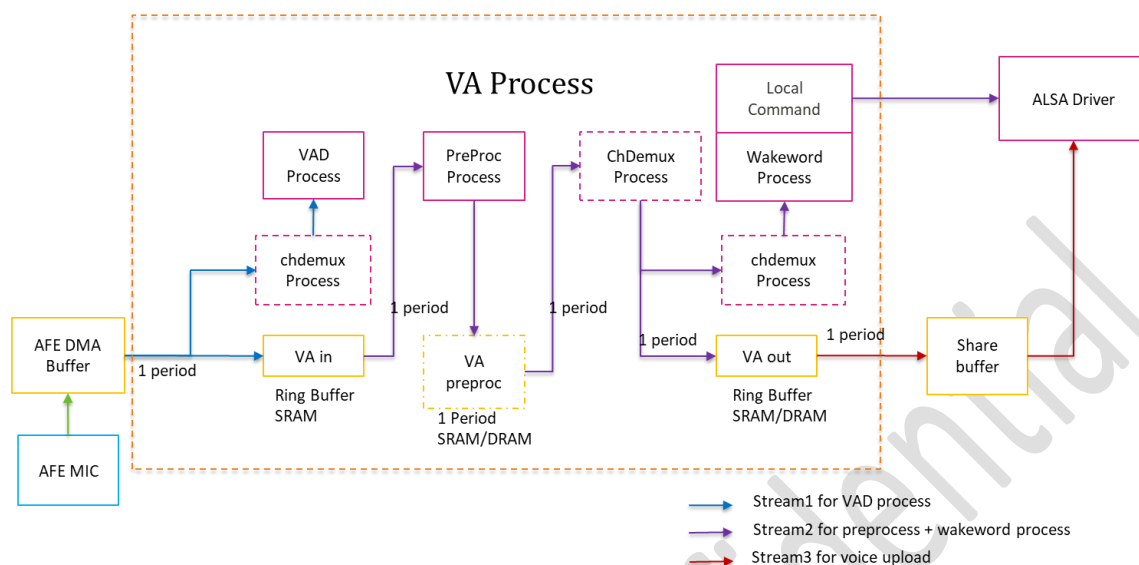 VA Process
Local
Command
ALSA Driver
VAD
Process
PreProc
Process
ChDemux
Process
Wakeword
Process
chdemux
Process
chdemux
Process
1 period
1 period
1 period
1 period
AFE DMA
Buffer
1 period
VA in
VA
preproc
VA out
Share
buffer
Ring Buffer
SRAM
1 Period
SRAM/DRAM
Ring Buffer
SRAM/DRAM
AFE MIC
Stream1 for VAD process
Stream2 for preprocess + wakeword process
Stream3 for voice upload